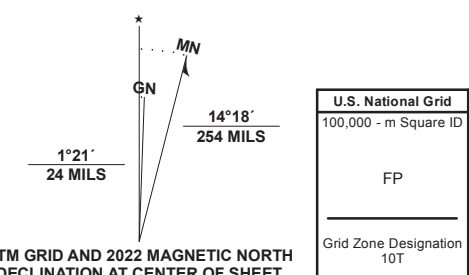 ★
MN
GN
14°18´
254 MILS
1°21´
24 MILS
TM GRID AND 2022 MAGNETIC NORTH
DECLINATION AT CENTER OF SHEET
U.S. National Grid
100,000 - m Square ID
FP
Grid Zone Designation
10T